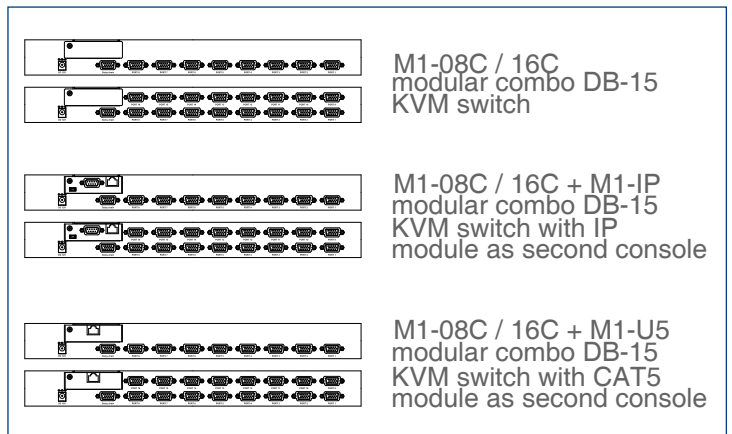 M1-08C / 16C
modular combo DB-15
KVM switch
M1-08C / 16C + M1-IP
modular combo DB-15
KVM switch with IP
module as second console
M1-08C / 16C + M1-U5
modular combo DB-15
KVM switch with CAT5
module as second console